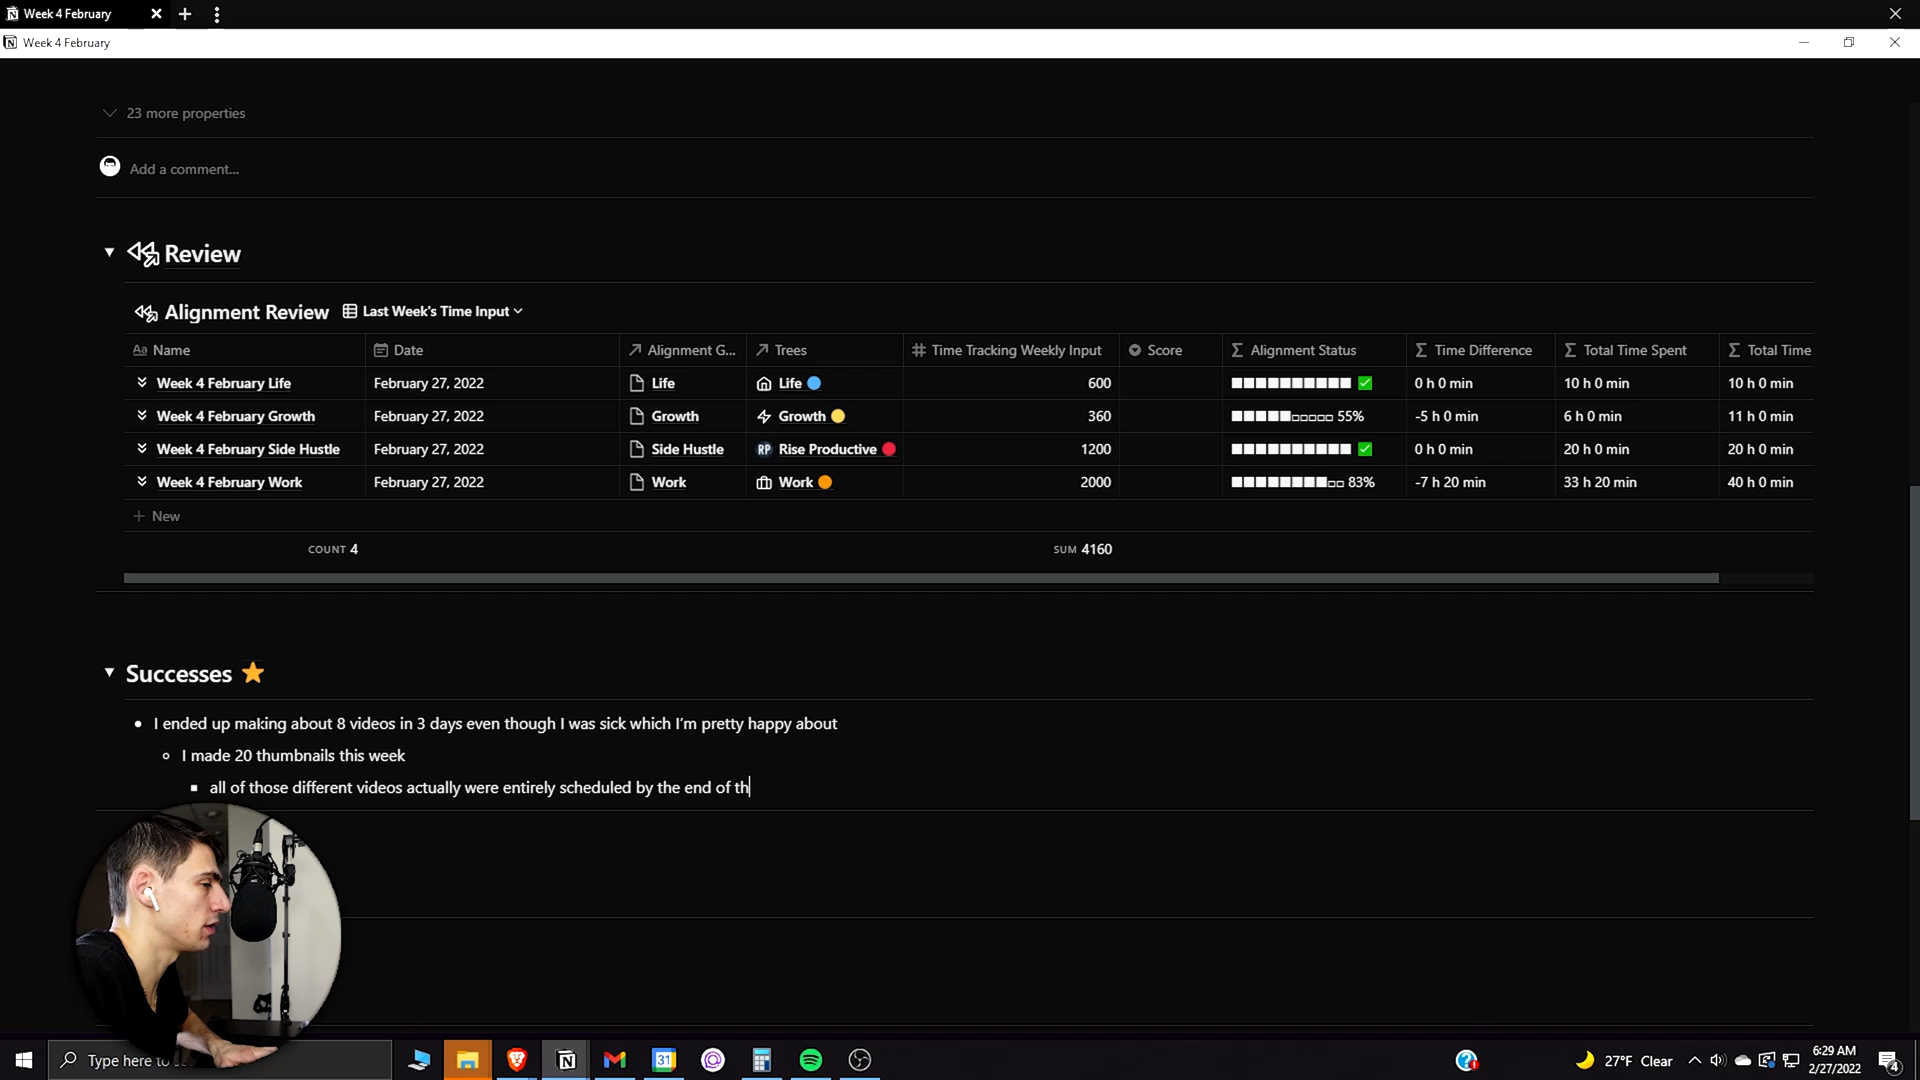 Week 4 February
Week 4 February
23 more properties
Add a comment...
Review
Alignment Review Last Week's Time Input
Aa Name Date Alignment G... Trees Time Tracking Weekly Input Score Alignment Status Time Difference Total Time Spent Total Time
Week 4 February Life February 27, 2022 Life Life 600 0 h 0 min 10 h 0 min 10 h 0 min
Week 4 February Growth February 27, 2022 Growth Growth 360 55% -5 h 0 min 6 h 0 min 11 h 0 min
Week 4 February Side Hustle February 27, 2022 Side Hustle RP Rise Productive 1200 0 h 0 min 20 h 0 min 20 h 0 min
Week 4 February Work February 27, 2022 Work Work 2000 83% -7 h 20 min 33 h 20 min 40 h 0 min
New
COUNT 4 SUM 4160
Successes
I ended up making about 8 videos in 3 days even though I was sick which I'm pretty happy about
I made 20 thumbnails this week
all of those different videos actually were entirely scheduled by the end of th
Type here to 31 27°F Clear 6:29 AM
2/27/2022 4